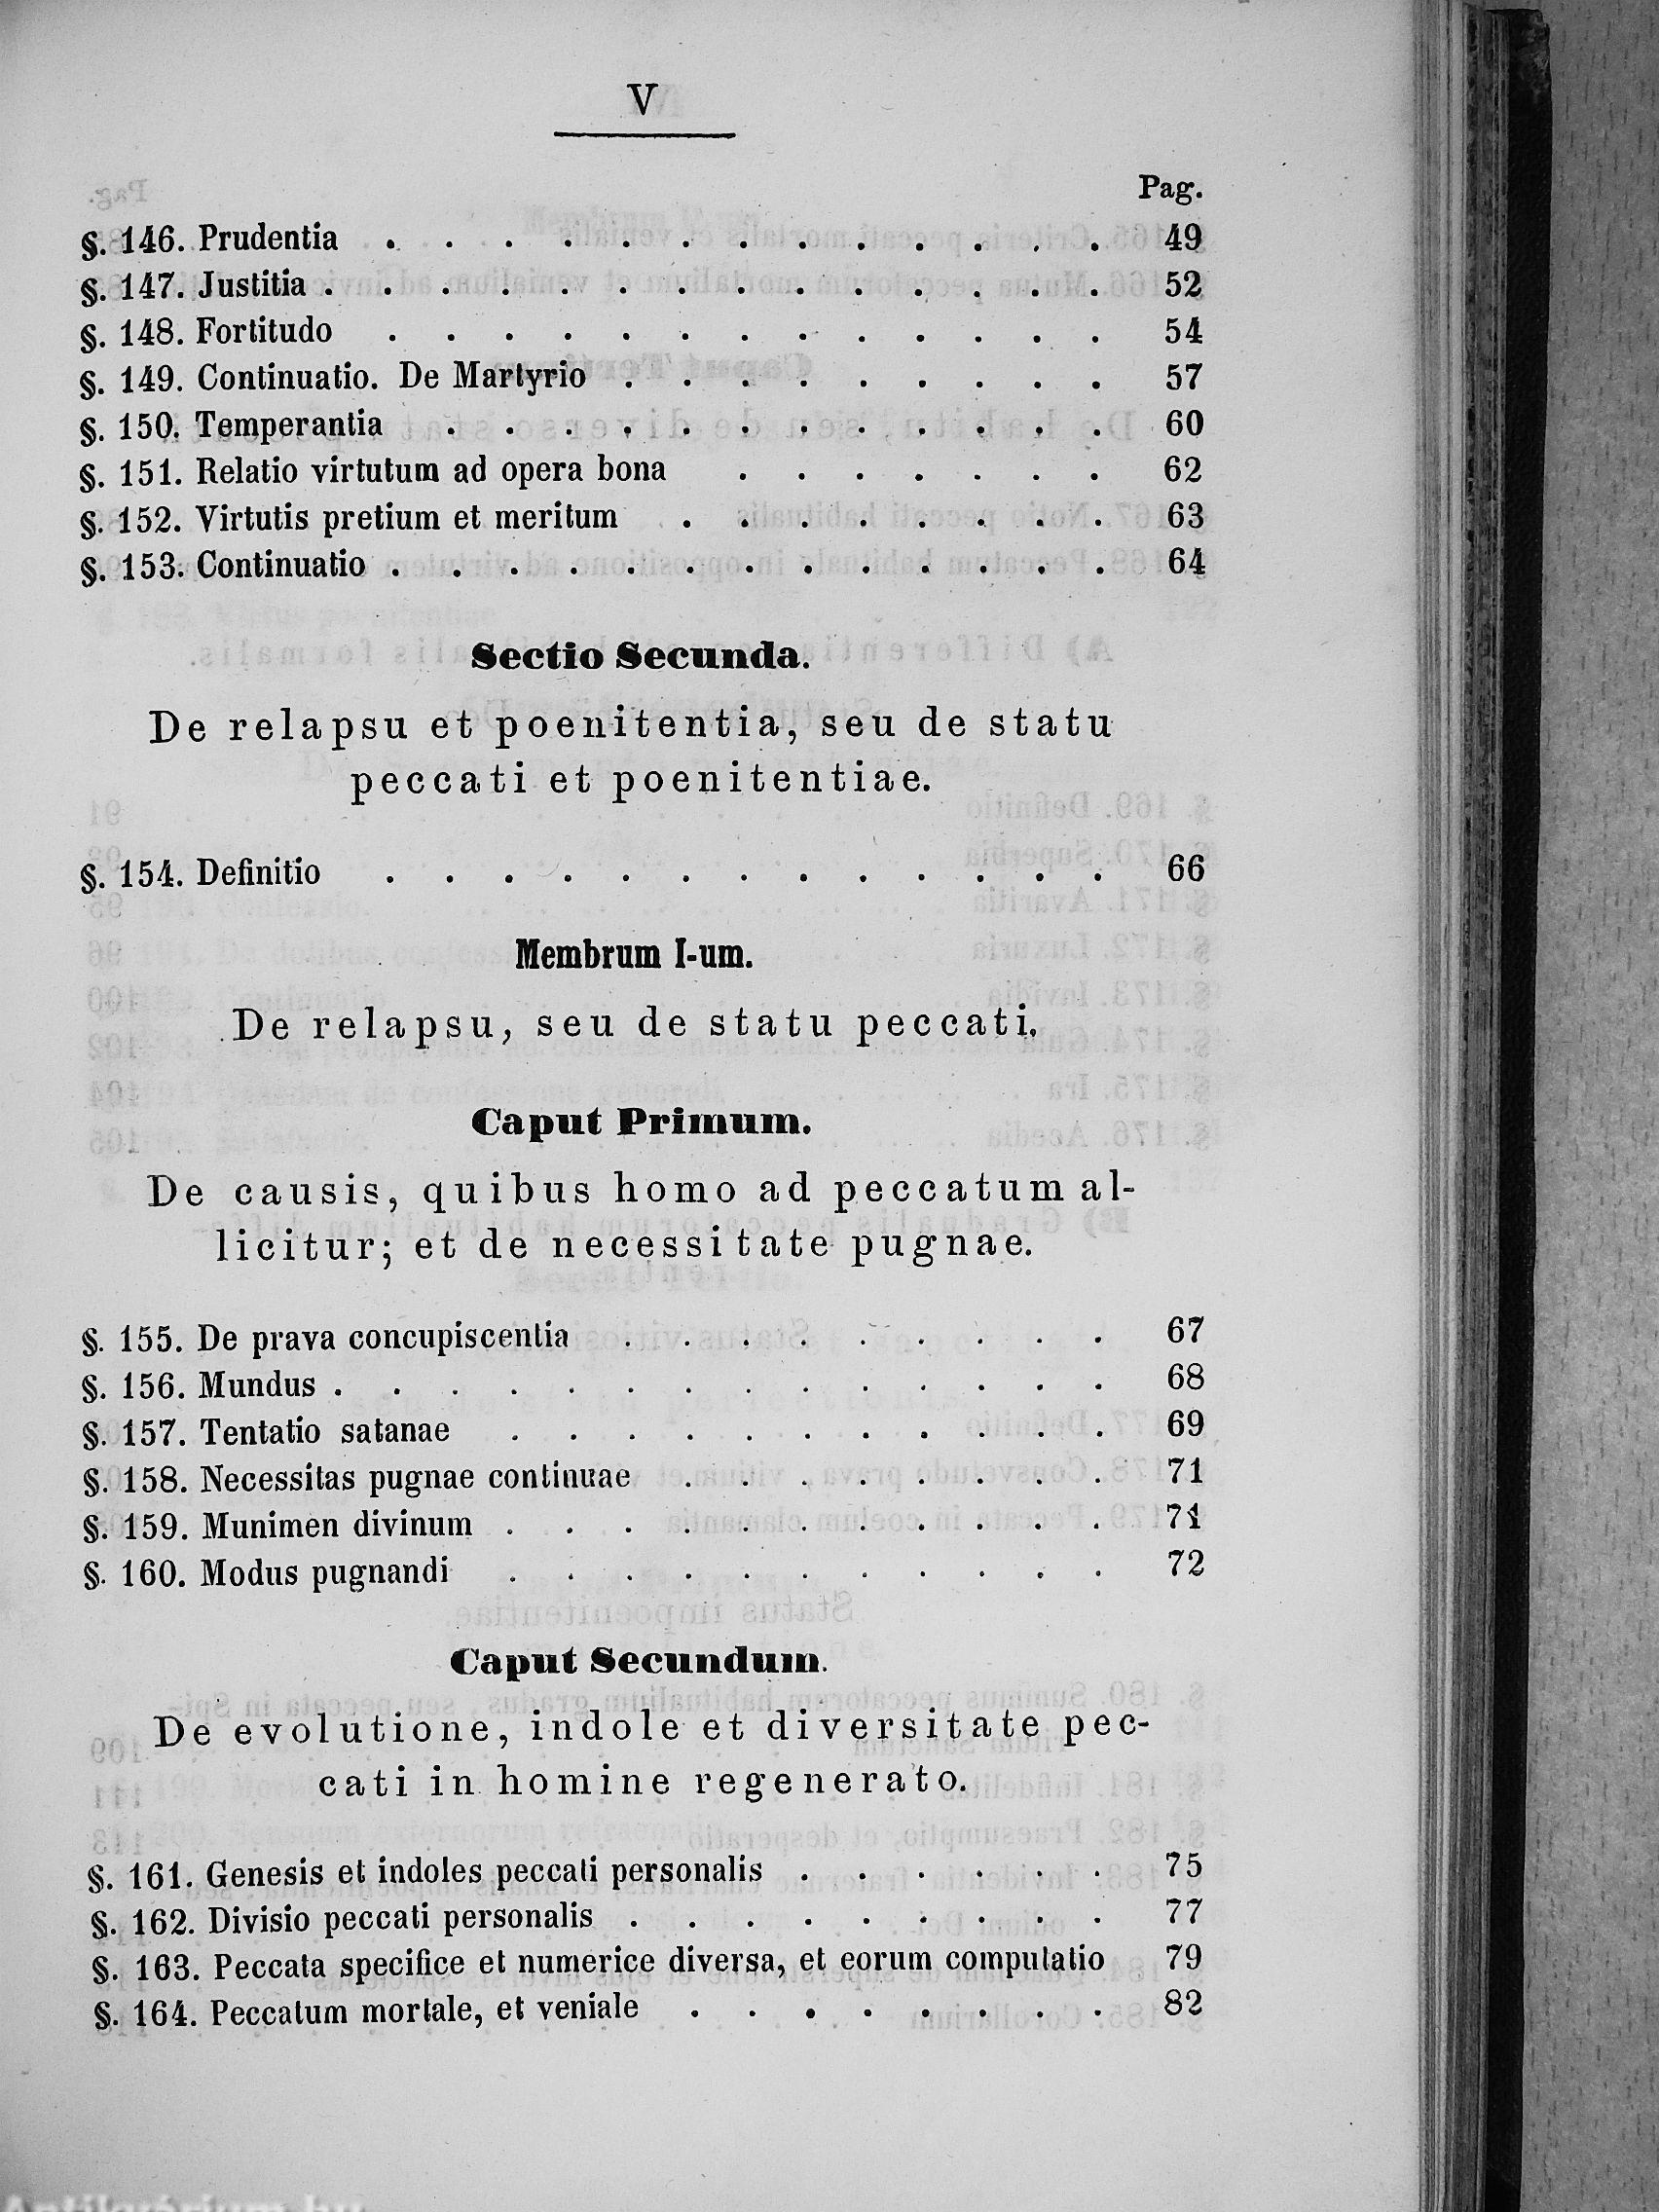 V
Pag.
§. 146. Prudentia . . . . . . . . . . . . . 49
§. 147. Justitia . . . . . . . . . . . . . . 52
§. 148. Fortitudo . . . . . . . . . . . . . 54
§. 149. Continuatio. De Martyrio . . . . . . . . . 57
§. 150. Temperantia . . . . . . . . . . . . 60
§. 151. Relatio virtutum ad opera bona . . . . . . . 62
§. 152. Virtutis pretium et meritum . . . . . . . . 63
§. 153. Continuatio . . . . . . . . . . . . . 64
Sectio Secunda.
De relapsu et poenitentia, seu de statu
peccati et poenitentiae.
§. 154. Definitio . . . . . . . . . . . . . 66
Membrum I-um.
De relapsu, seu de statu peccati.
Caput Primum.
De causis, quibus homo ad peccatum al-
licitur; et de necessitate pugnae.
§. 155. De prava concupiscentia . . . . . . . . . 67
§. 156. Mundus . . . . . . . . . . . . . . 68
§. 157. Tentatio satanae . . . . . . . . . . . 69
§. 158. Necessitas pugnae continuae . . . . . . . . 71
§. 159. Munimen divinum . . . . . . . . . . . 71
§. 160. Modus pugnandi . . . . . . . . . . . 72
Caput Secundum.
De evolutione, indole et diversitate pec-
cati in homine regenerato.
§. 161. Genesis et indoles peccati personalis . . . . . . 75
§. 162. Divisio peccati personalis . . . . . . . . . 77
§. 163. Peccata specifice et numerice diversa, et eorum computatio 79
§. 164. Peccatum mortale, et veniale . . . . . . . . 82